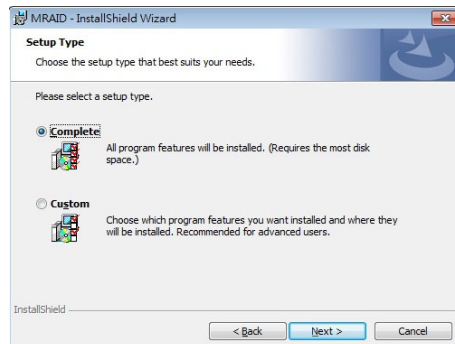 MRAID - InstallShield Wizard
Setup Type
Choose the setup type that best suits your needs.
Please select a setup type.
Complete
All program features will be installed. (Requires the most disk
space.)
Custom
Choose which program features you want installed and where they
will be installed. Recommended for advanced users.
InstallShield
< Back
Next >
Cancel